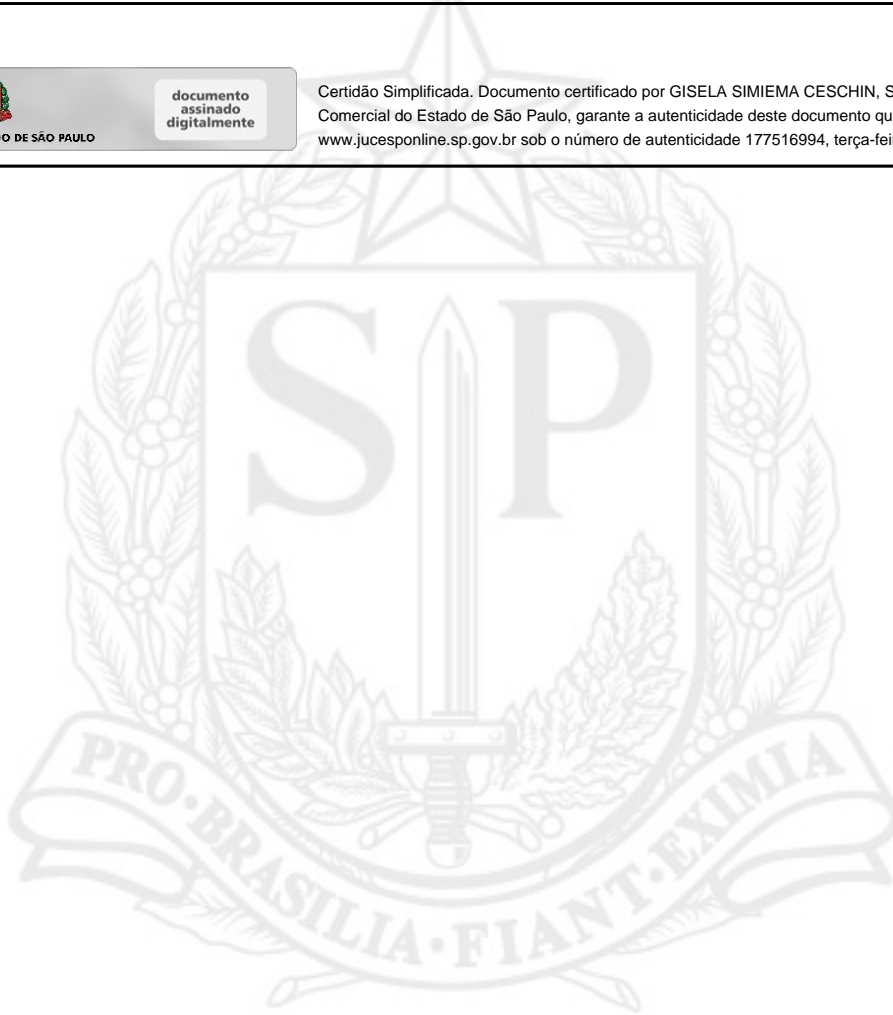 documento
assinado
digitalmente
O DE SÃO PAULO
Certidão Simplificada. Documento certificado por GISELA SIMIEMA CESCHIN, S
Comercial do Estado de São Paulo, garante a autenticidade deste documento qu
www.jucesponline.sp.gov.br sob o número de autenticidade 177516994, terça-fei
SP
PRO·BRASILIA·FIANT·EXIMIA